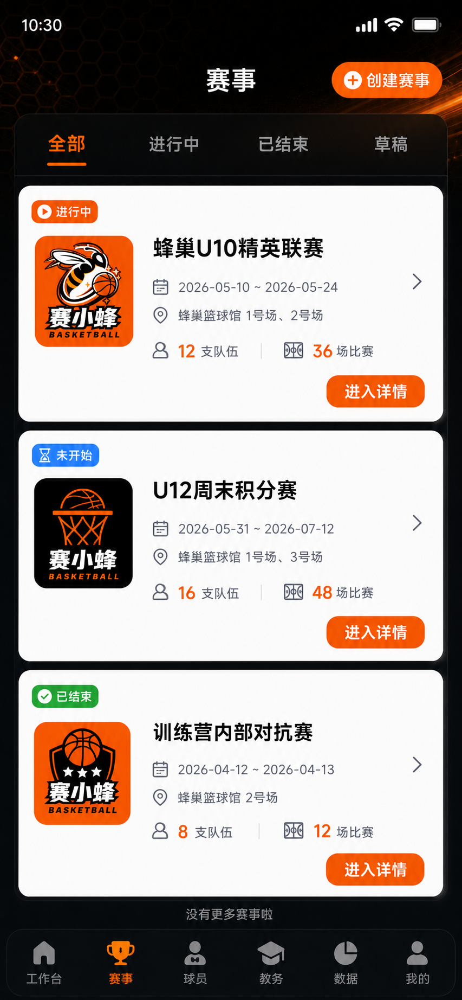 10:30
赛事
创建赛事
全部 进行中 已结束 草稿
进行中
蜂巢U10精英联赛
2026-05-10 ~ 2026-05-24
蜂巢篮球馆 1号场、2号场
12 支队伍 36 场比赛
赛小蜂
BASKETBALL
进入详情
未开始
U12周末积分赛
2026-05-31 ~ 2026-07-12
蜂巢篮球馆 1号场、3号场
16 支队伍 48 场比赛
赛小蜂
BASKETBALL
进入详情
已结束
训练营内部对抗赛
2026-04-12 ~ 2026-04-13
蜂巢篮球馆 2号场
8 支队伍 12 场比赛
赛小蜂
BASKETBALL
进入详情
没有更多赛事啦
工作台 赛事 球员 教务 数据 我的